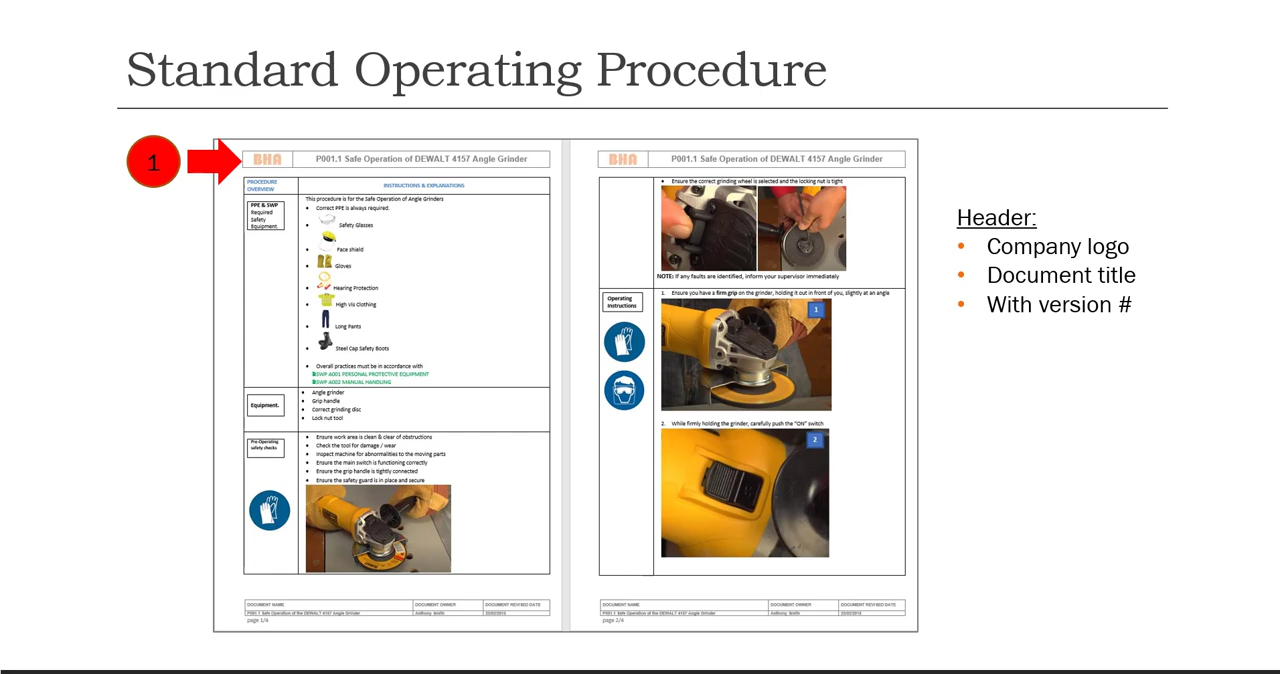 Standard Operating Procedure
1
BHA
P001.1 Safe Operation of DEWALT 4157 Angle Grinder
PROCEDURE
OVERVIEW
INSTRUCTIONS & EXPLANATIONS
PPE & SWP
Required
Safety
Equipment.
This procedure is for the Safe Operation of Angle Grinders
• Correct PPE is always required.
• Safety Glasses
• Face shield
• Gloves
• Hearing Protection
• High Vis Clothing
• Long Pants
• Steel Cap Safety Boots
• Overall practices must be in accordance with
SWP A001 PERSONAL PROTECTIVE EQUIPMENT
SWP A002 MANUAL HANDLING
Equipment.
• Angle grinder
• Grip handle
• Correct grinding disc
• Lock nut tool
Pre-Operating
safety checks
• Ensure work area is clean & clear of obstructions
• Check the tool for damage / wear
• Inspect machine for abnormalities to the moving parts
• Ensure the main switch is functioning correctly
• Ensure the grip handle is tightly connected
• Ensure the safety guard is in place and secure
DOCUMENT NAME
DOCUMENT OWNER
DOCUMENT REVISED DATE
P001.1 Safe Operation of the DEWALT 4157 Angle Grinder
Anthony Smith
page 1/4
BHA
P001.1 Safe Operation of DEWALT 4157 Angle Grinder
• Ensure the correct grinding wheel is selected and the locking nut is tight
NOTE: If any faults are identified, inform your supervisor immediately
Operating
Instructions
1. Ensure you have a firm grip on the grinder, holding it out in front of you, slightly at an angle
1
2. While firmly holding the grinder, carefully push the "ON" switch
2
DOCUMENT NAME
DOCUMENT OWNER
DOCUMENT REVISED DATE
P001.1 Safe Operation of the DEWALT 4157 Angle Grinder
Anthony Smith
page 2/4
Header:
• Company logo
• Document title
• With version #